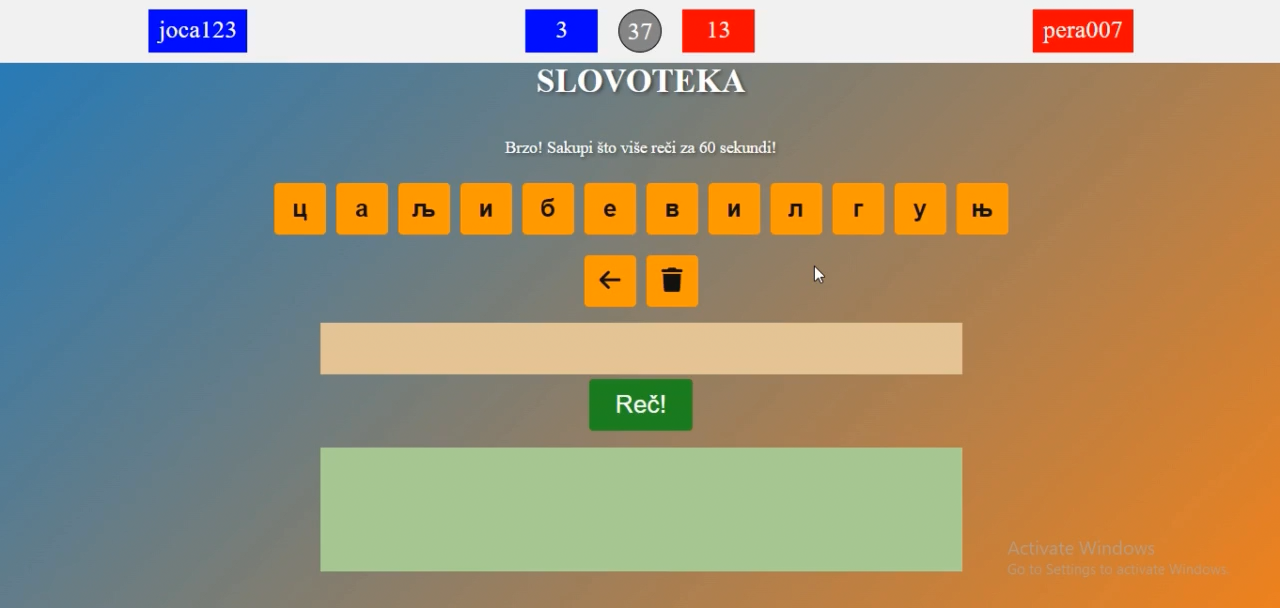 joca123 3 37 13 pera007
SLOVOTEKA
Brzo! Sakupi što više reči za 60 sekundi!
ц а љ и б е в и л г у њ
Reč!
Activate Windows
Go to Settings to activate Windows.